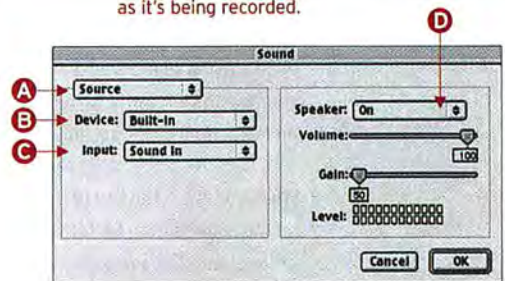 as it's being recorded.
D
Sound
A Source
Speaker: On
B Device: Built-In
Volume:
C Input: Sound In
100
Gain:
50
Level:
Cancel OK